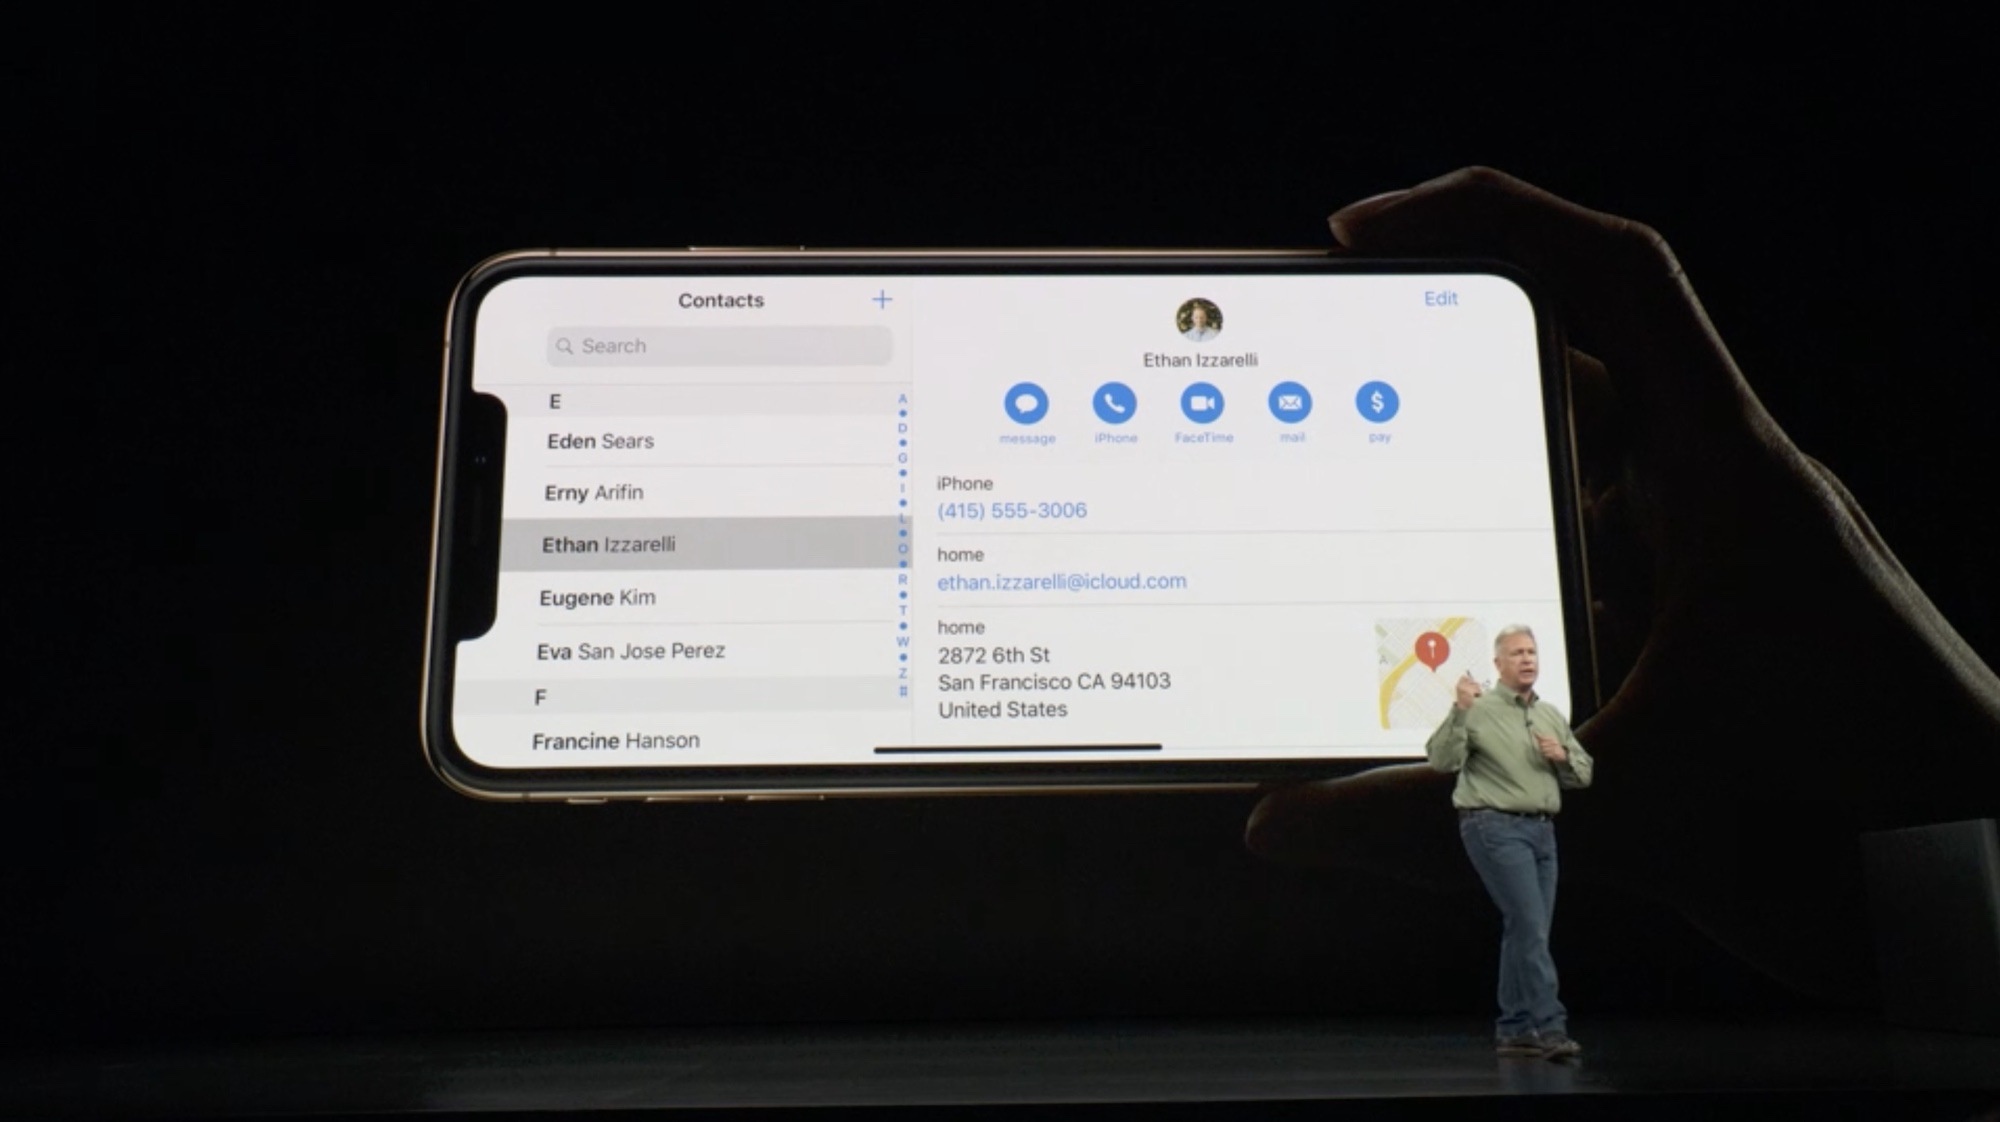 Contacts
+
Search
E
Eden Sears
Erny Arifin
Ethan Izzarelli
Eugene Kim
Eva San Jose Perez
F
Francine Hanson
A
D
G
I
L
O
R
T
W
Z
#
Edit
Ethan Izzarelli
message
iPhone
FaceTime
mail
$
pay
iPhone
(415) 555-3006
home
ethan.izzarelli@icloud.com
home
2872 6th St
San Francisco CA 94103
United States